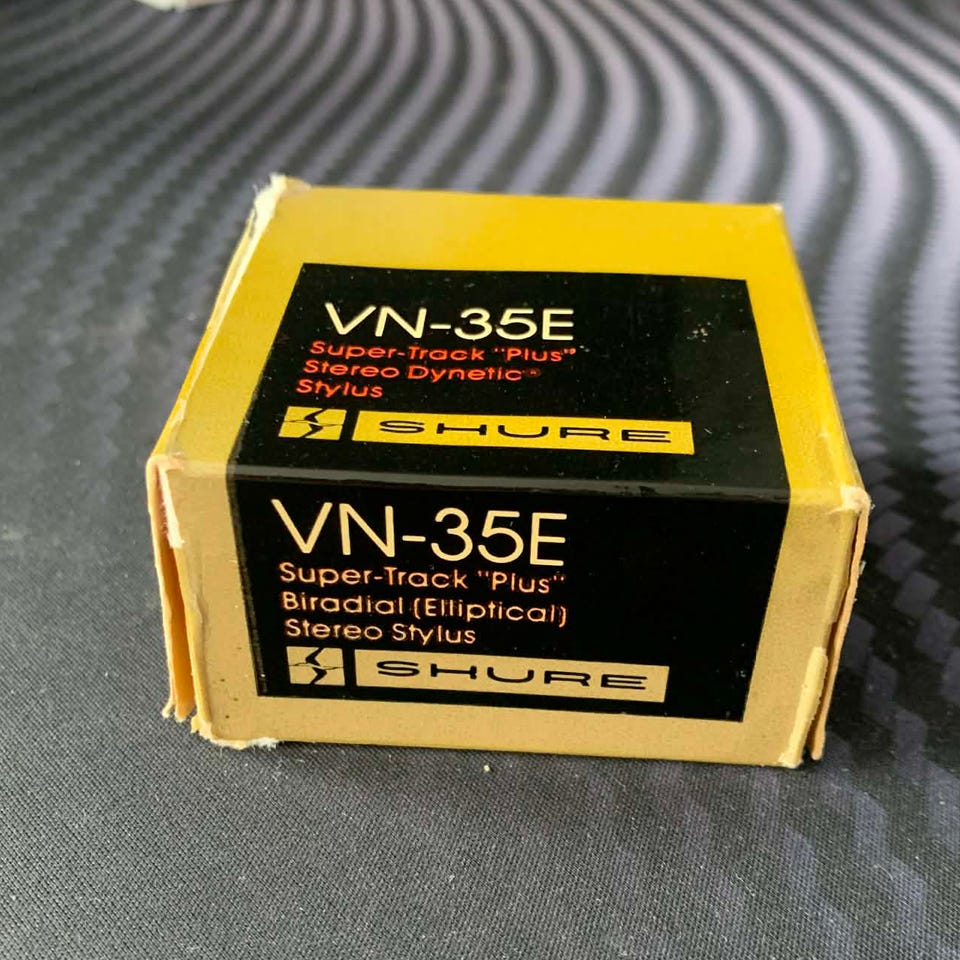 VN-35E
Super-Track "Plus"
Stereo Dynetic®
Stylus
SHURE
VN-35E
Super-Track "Plus"
Biradial (Elliptical)
Stereo Stylus
SHURE